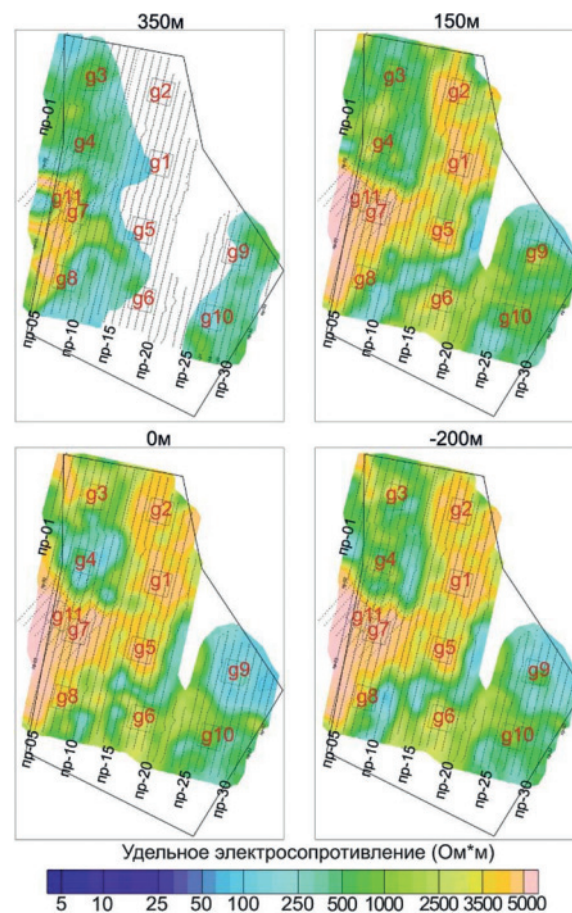 350м
150м
g3
g2
пр-01
g4
g1
g11
g7
g5
g9
g8
g6
g10
пр-05
пр-10
пр-15
пр-20
пр-25
пр-30
g3
g2
пр-01
g4
g1
g11
g7
g5
g9
g8
g6
g10
пр-05
пр-10
пр-15
пр-20
пр-25
пр-30
0м
-200м
g3
g2
пр-01
g4
g1
g11
g7
g5
g9
g8
g6
g10
пр-05
пр-10
пр-15
пр-20
пр-25
пр-30
g3
g2
пр-01
g4
g1
g11
g7
g5
g9
g8
g6
g10
пр-05
пр-10
пр-15
пр-20
пр-25
пр-30
Удельное электросопротивление (Ом*м)
5 10 25 50 100 250 500 1000 2500 3500 5000